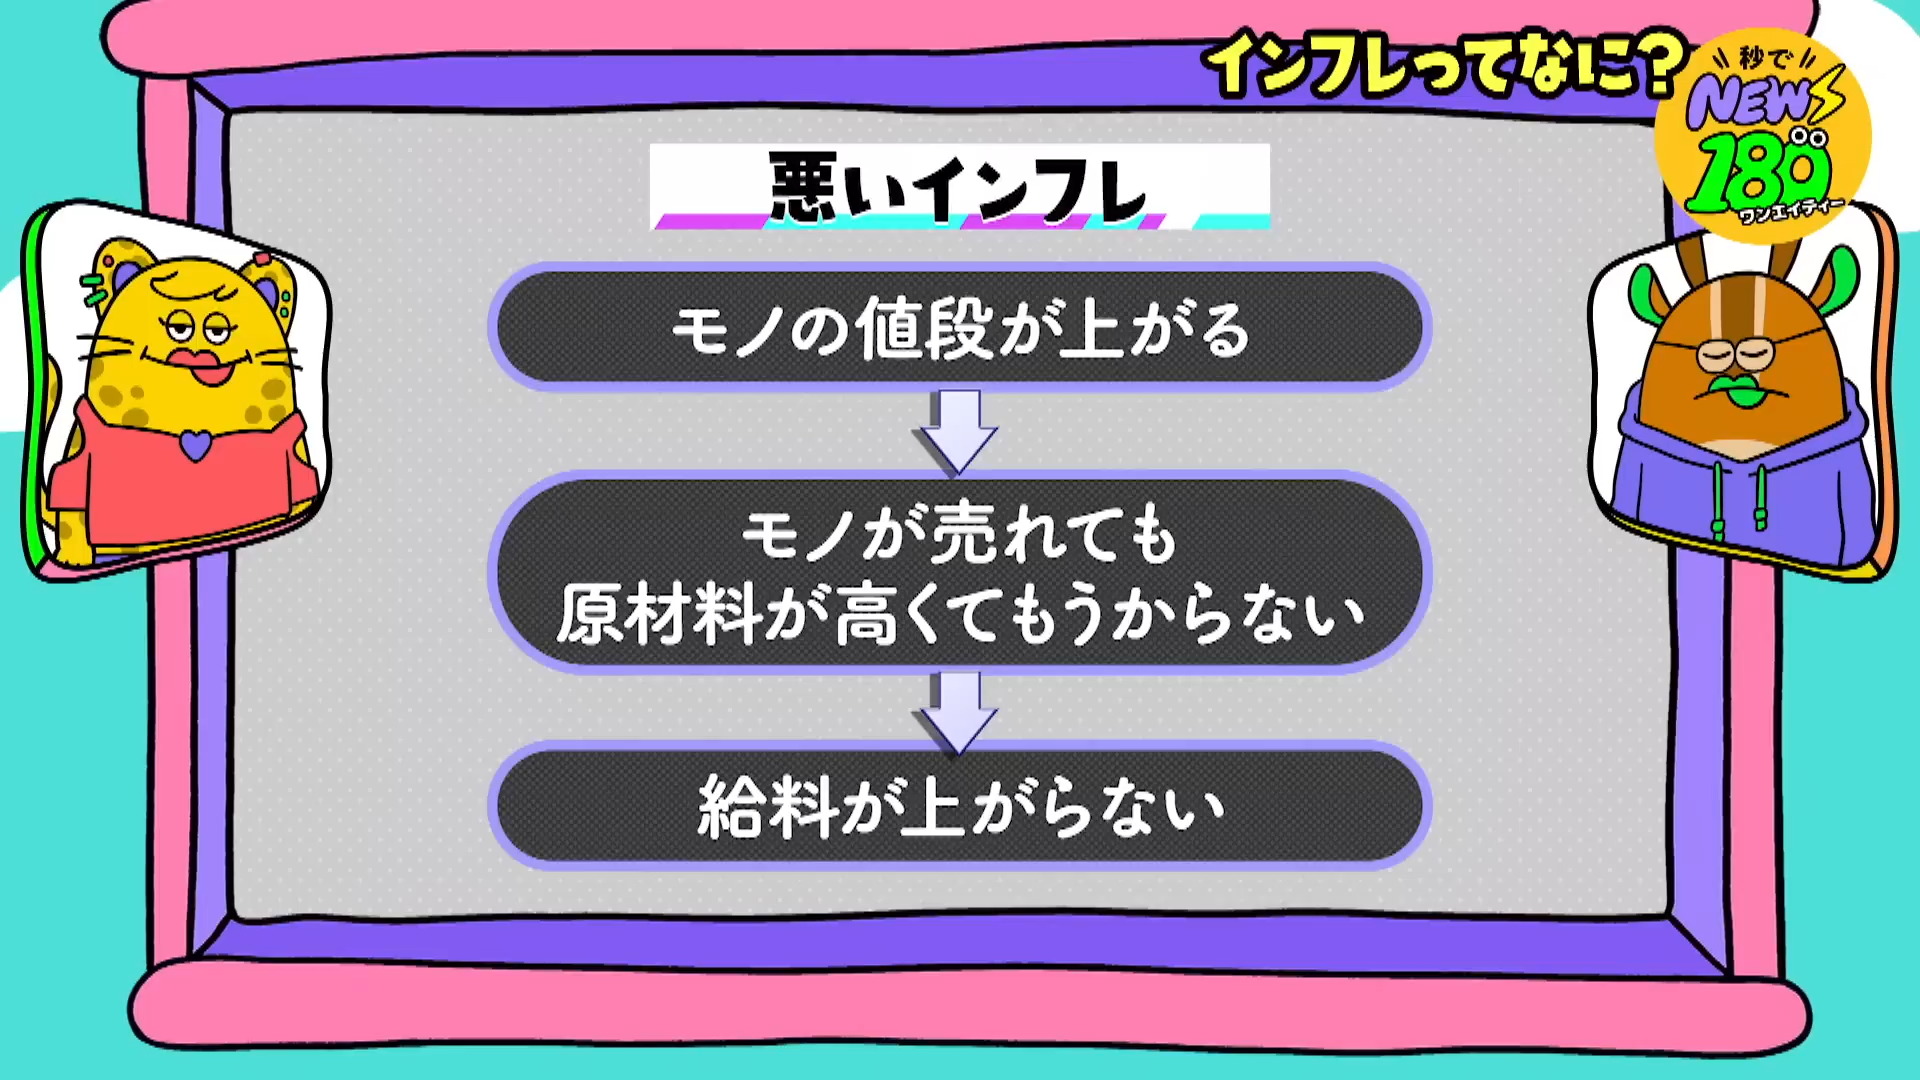 インフレってなに?
秒で
NEWS
180
ワンエイティー
悪いインフレ
モノの値段が上がる
モノが売れても
原材料が高くてもうからない
給料が上がらない